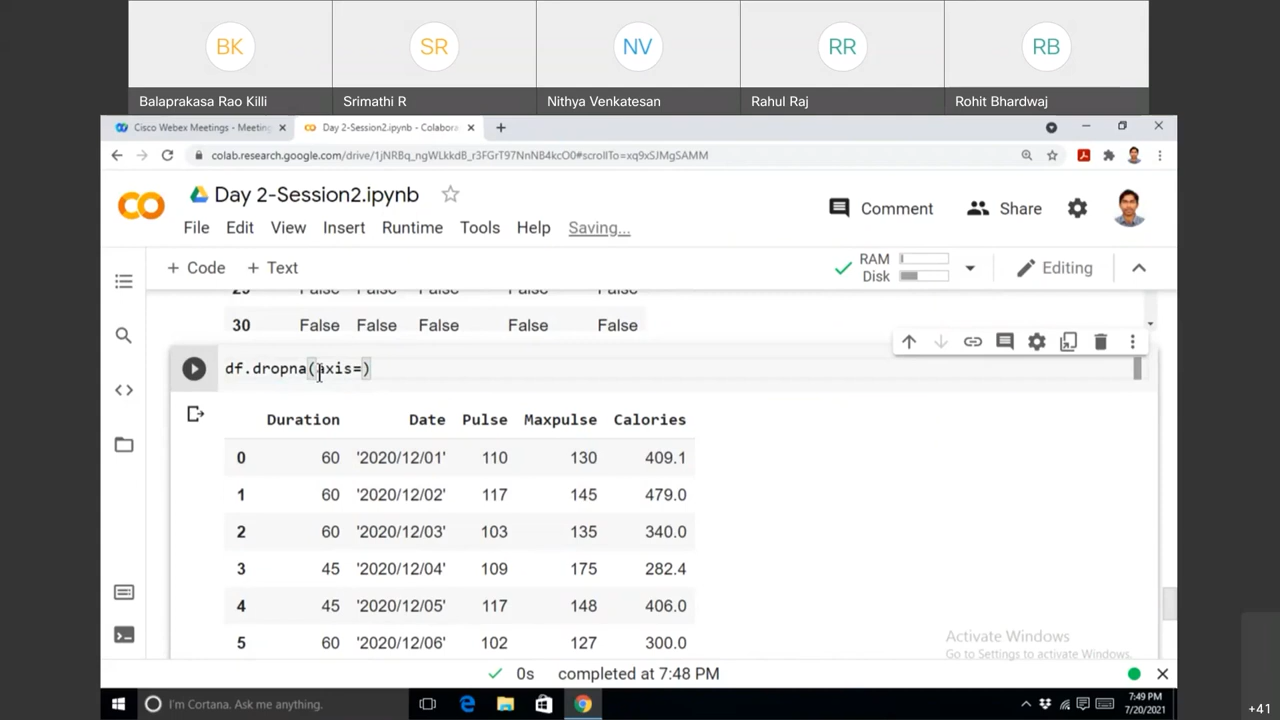 BK SR NV RR RB
Balaprakasa Rao Killi Srimathi R Nithya Venkatesan Rahul Raj Rohit Bhardwaj
Cisco Webex Meetings - Meeting Day 2-Session2.ipynb - Colabora
colab.research.google.com/drive/1jNRBq_ngWLkkdB_r3FGrT97NnNB4kcO0#scrollTo=xq9xSJMgSAMM
Day 2-Session2.ipynb
Comment Share
File Edit View Insert Runtime Tools Help Saving...
+ Code + Text
RAM
Disk
Editing
29 False False False False False
30 False False False False False
df.dropna(axis=)
Duration Date Pulse Maxpulse Calories
0 60 '2020/12/01' 110 130 409.1
1 60 '2020/12/02' 117 145 479.0
2 60 '2020/12/03' 103 135 340.0
3 45 '2020/12/04' 109 175 282.4
4 45 '2020/12/05' 117 148 406.0
5 60 '2020/12/06' 102 127 300.0
Activate Windows
Go to Settings to activate Windows.
0s completed at 7:48 PM
I'm Cortana. Ask me anything.
7:49 PM
7/20/2021
+41